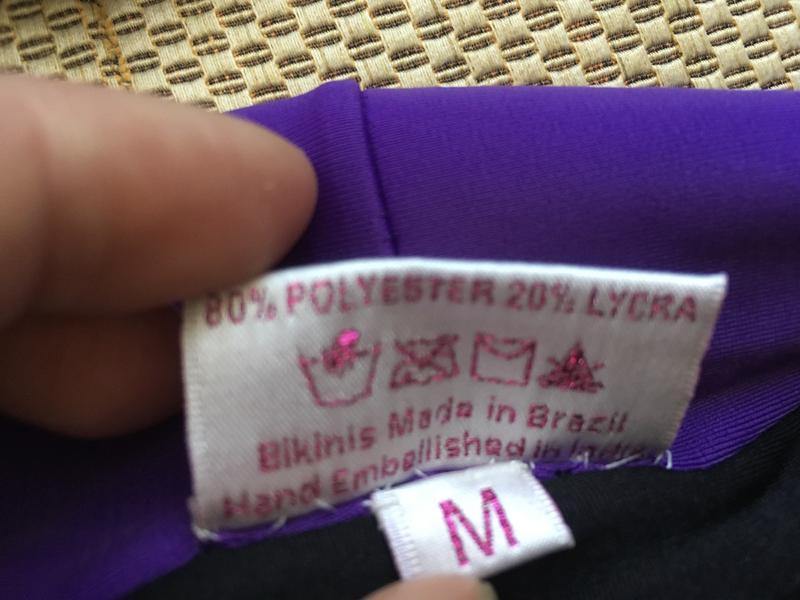 80% POLYESTER 20% LYCRA
Bikinis Made in Brazil
Hand Embellished in India
M